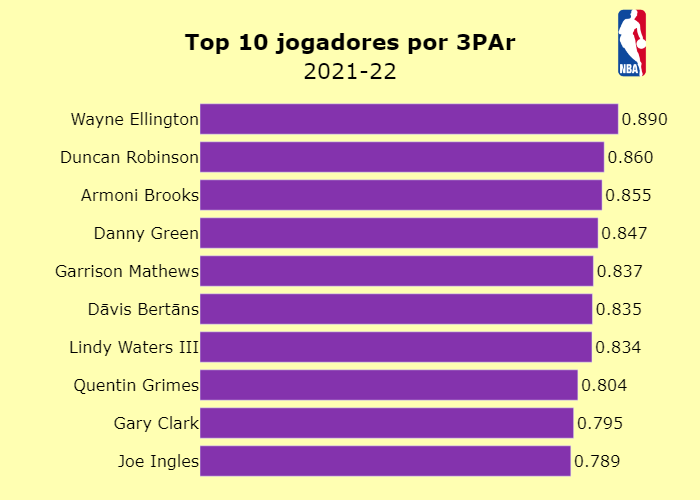 Top 10 jogadores por 3PAr
2021-22
NBA
Wayne Ellington 0.890
Duncan Robinson 0.860
Armoni Brooks 0.855
Danny Green 0.847
Garrison Mathews 0.837
Dāvis Bertāns 0.835
Lindy Waters III 0.834
Quentin Grimes 0.804
Gary Clark 0.795
Joe Ingles 0.789